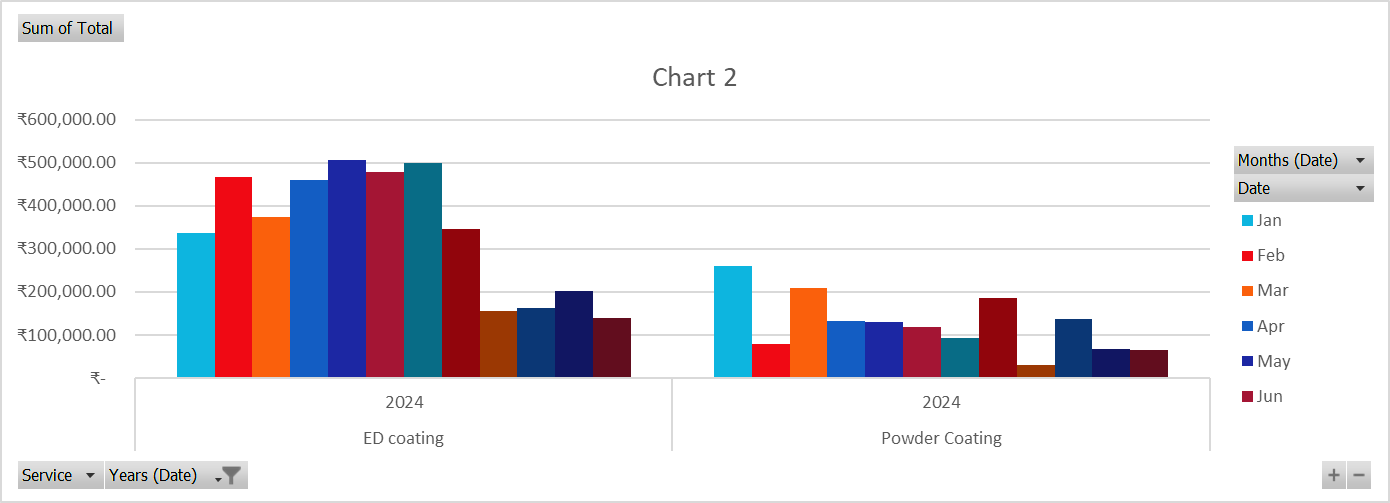 Sum of Total
Chart 2
₹600,000.00
₹500,000.00
₹400,000.00
₹300,000.00
₹200,000.00
₹100,000.00
₹-
2024
2024
ED coating
Powder Coating
Months (Date)
Date
Jan
Feb
Mar
Apr
May
Jun
Service
Years (Date)
+ −